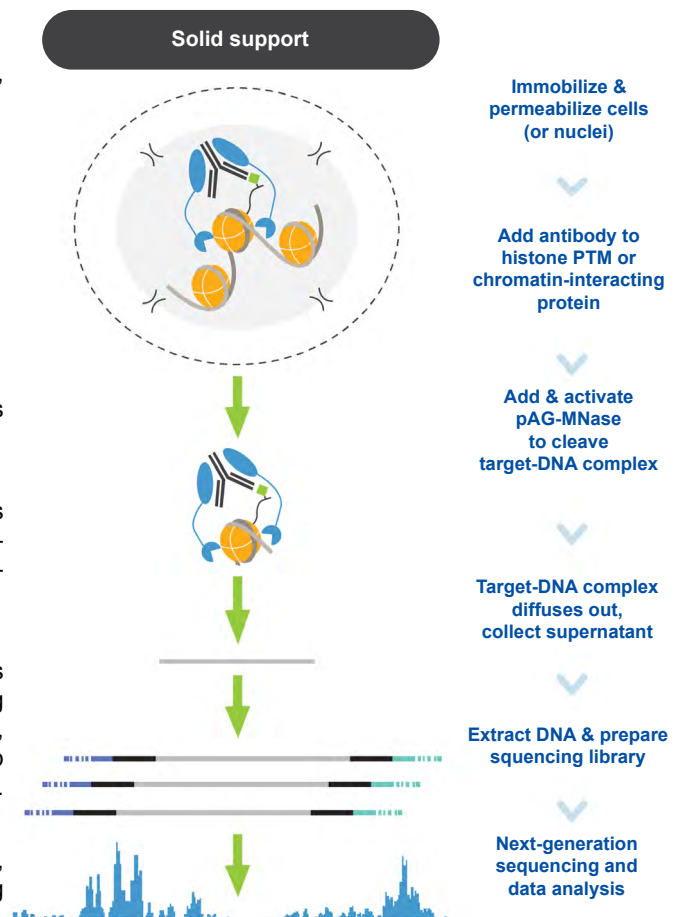 Solid support
Immobilize &
permeabilize cells
(or nuclei)
Add antibody to
histone PTM or
chromatin-interacting
protein
Add & activate
pAG-MNase
to cleave
target-DNA complex
Target-DNA complex
diffuses out,
collect supernatant
Extract DNA & prepare
sequencing library
Next-generation
sequencing and
data analysis